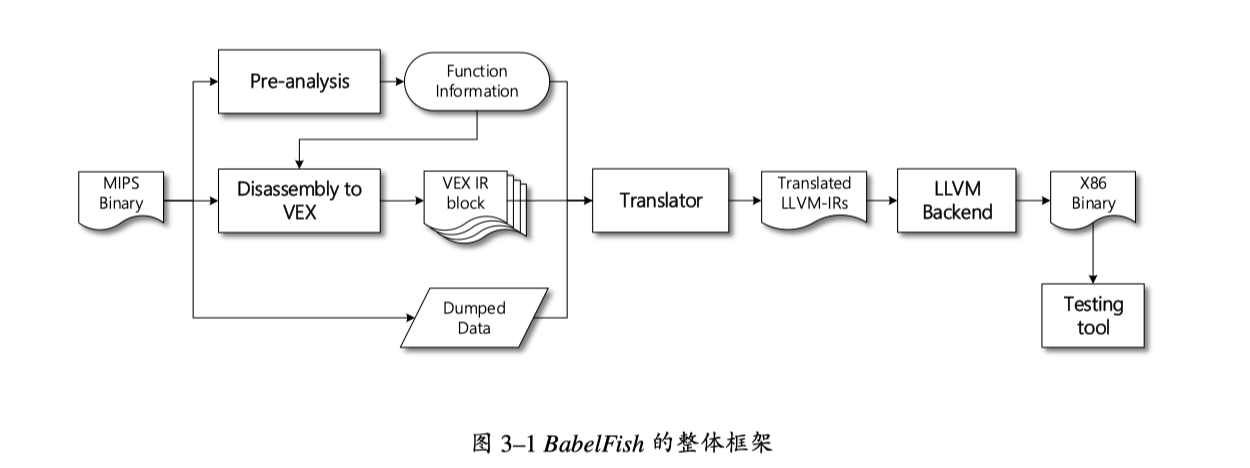 Pre-analysis
Function
Information
MIPS
Binary
Disassembly to
VEX
VEX IR
block
Translator
Translated
LLVM-IRs
LLVM
Backend
X86
Binary
Dumped
Data
Testing
tool
图 3–1 BabelFish 的整体框架